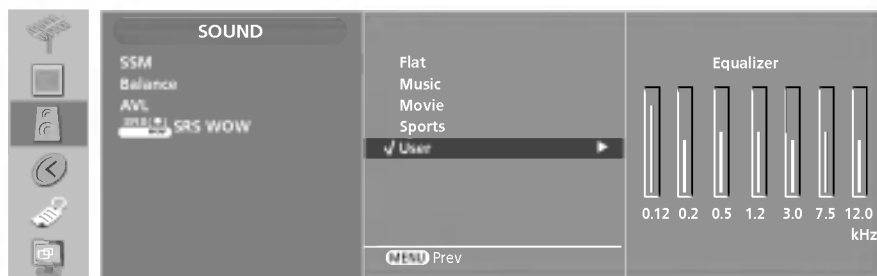 SOUND
SSM
Balance
AVL
SRS WOW
Flat
Music
Movie
Sports
√ User
MENU Prev
Equalizer
0.12 0.2 0.5 1.2 3.0 7.5 12.0
kHz